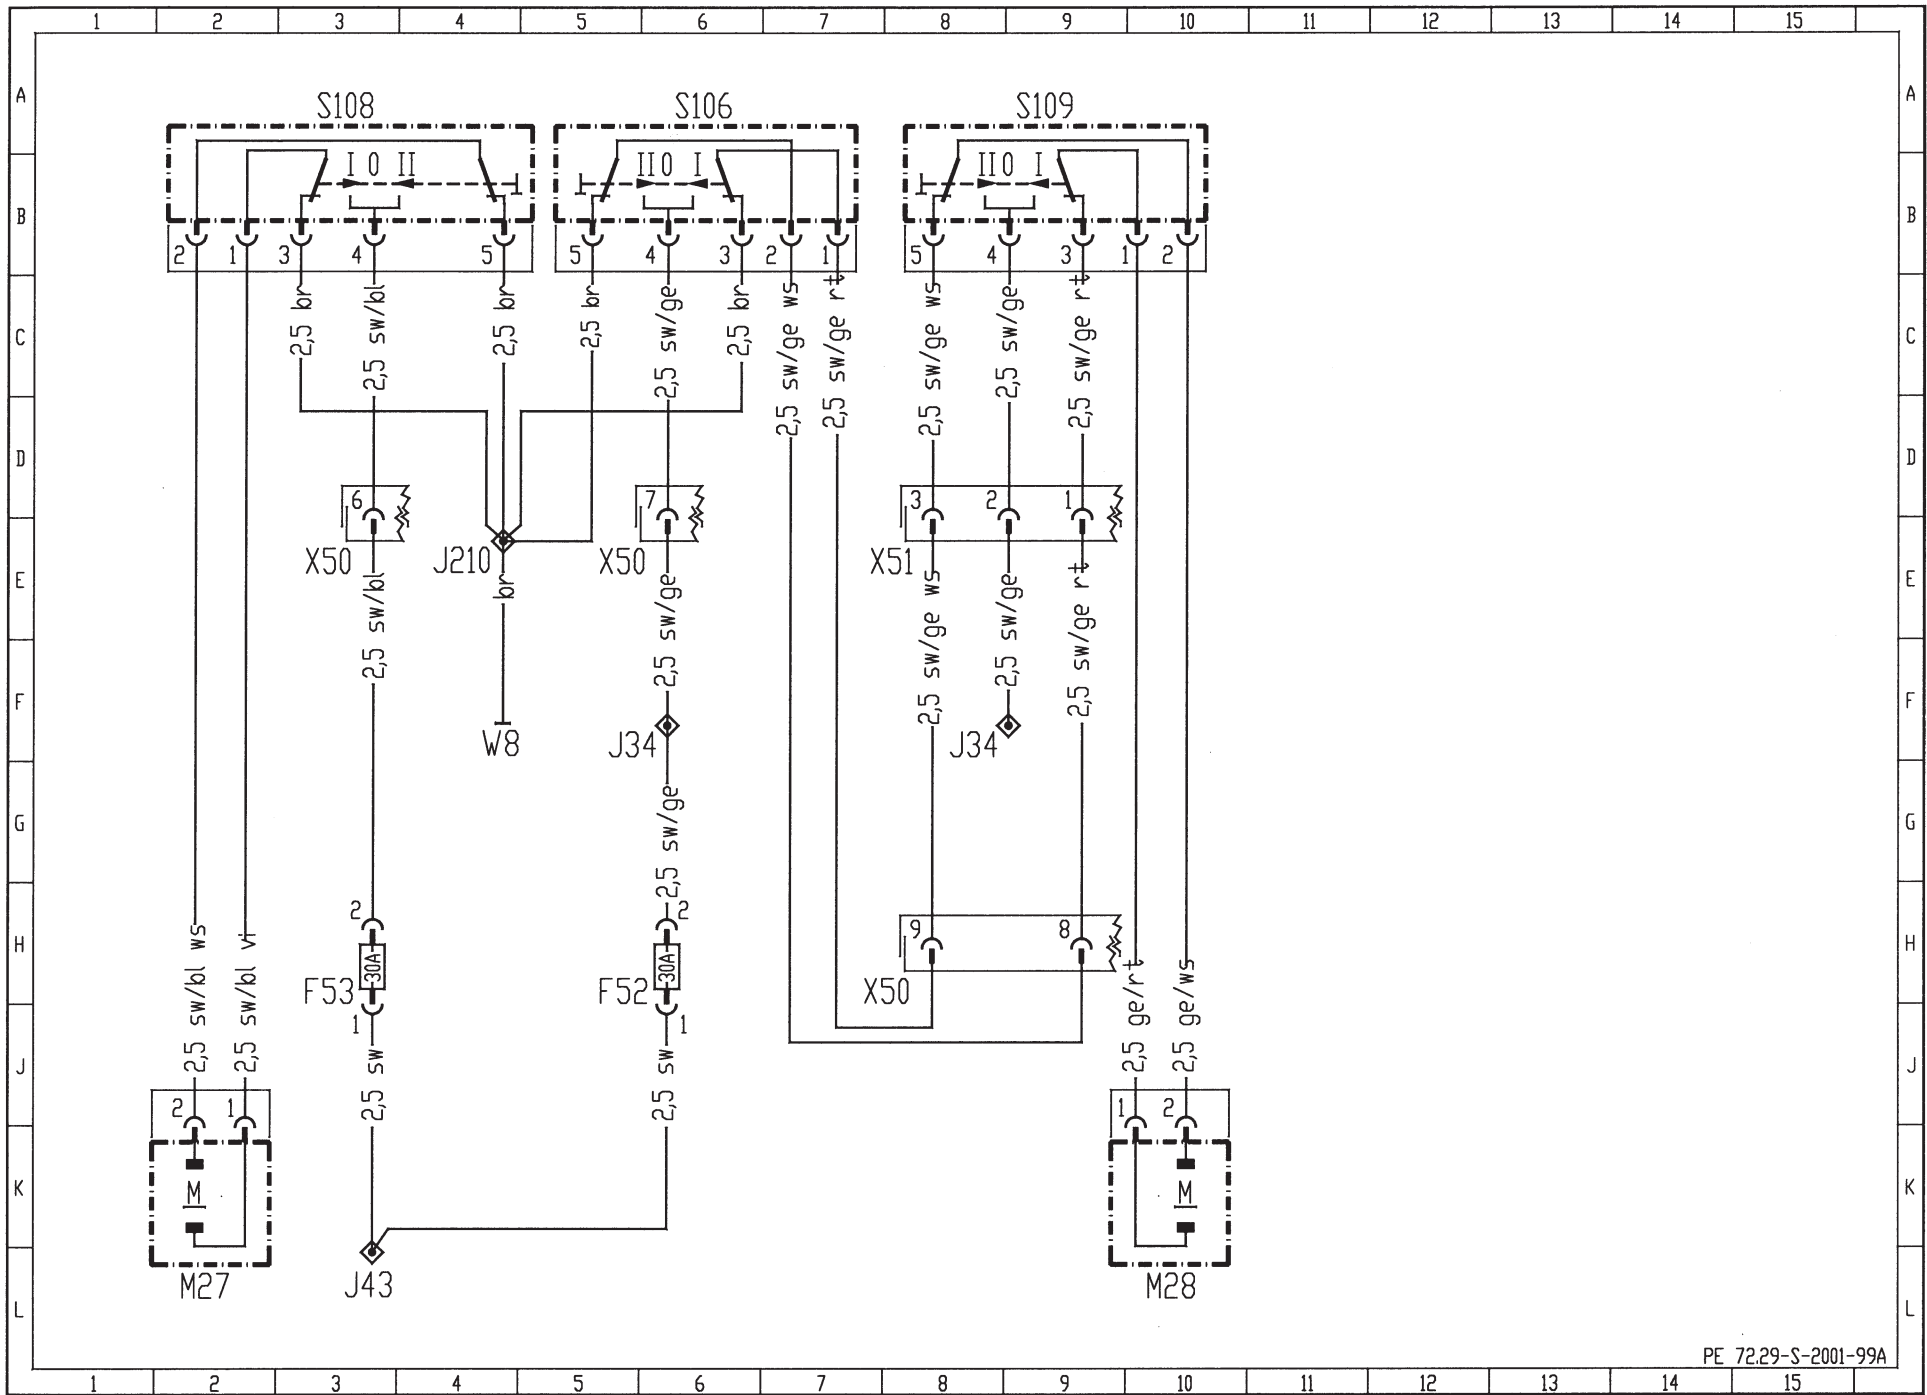 1 2 3 4 5 6 7 8 9 10 11 12 13 14 15
A A
S108 S106 S109
I 0 II II 0 I II 0 I
B B
2 1 3 4 5 5 4 3 2 1 5 4 3 1 2
2,5 br
2,5 sw/bl
2,5 br
2,5 br
2,5 sw/ge
2,5 br
2,5 sw/ge ws
2,5 sw/ge rt
2,5 sw/ge ws
2,5 sw/ge
2,5 sw/ge rt
C C
D D
6 7 3 2 1
X50 J210 X50 X51
E E
2,5 sw/bl
br
2,5 sw/ge
2,5 sw/ge ws
2,5 sw/ge
2,5 sw/ge rt
F F
W8 J34 J34
G G
2,5 sw/ge
2 2
9 8
H H
30A 30A
F53 F52 X50
1 1
2,5 sw/bl ws
2,5 sw/bl vi
2,5 sw
2,5 sw
2,5 ge/rt
2,5 ge/ws
J J
2 1 1 2
K K
M M
M27 J43 M28
L L
PE 72.29-S-2001-99A
1 2 3 4 5 6 7 8 9 10 11 12 13 14 15